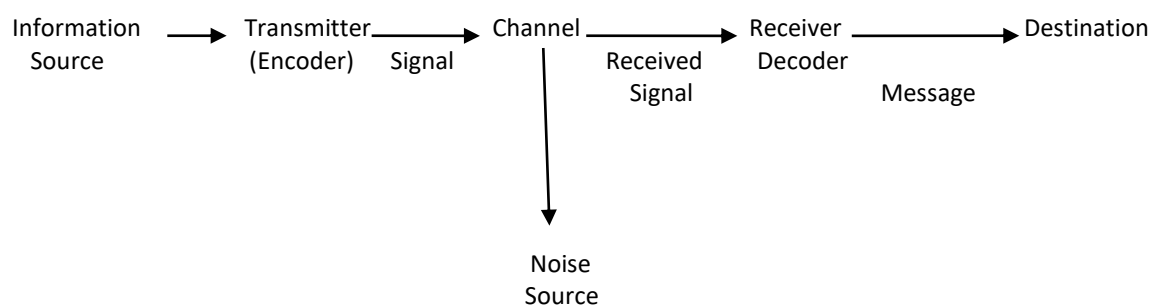 Information Transmitter Channel Receiver Destination
Source (Encoder) Signal Received Decoder
Signal Message
Noise
Source